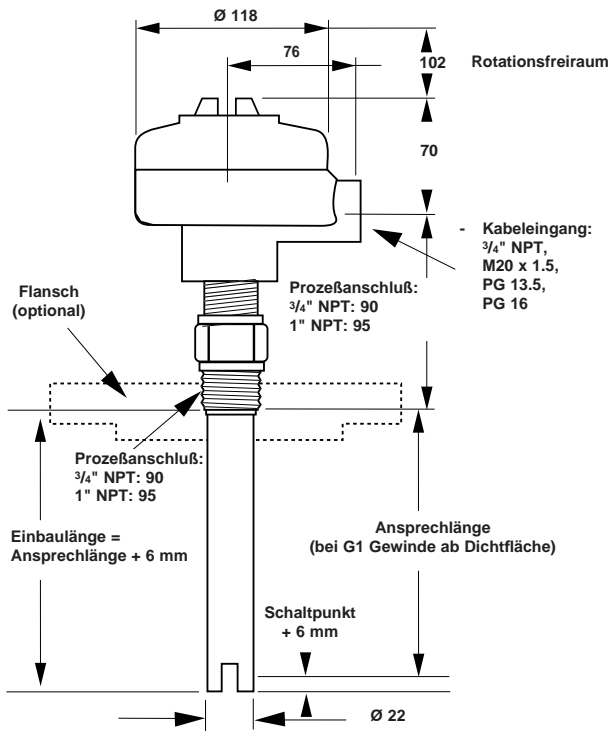 Ø 118
76
102 Rotationsfreiraum
70
- Kabeleingang:
3/4" NPT,
M20 x 1.5,
PG 13.5,
PG 16
Flansch
(optional)
Prozeßanschluß:
3/4" NPT: 90
1" NPT: 95
Prozeßanschluß:
3/4" NPT: 90
1" NPT: 95
Einbaulänge =
Ansprechlänge + 6 mm
Ansprechlänge
(bei G1 Gewinde ab Dichtfläche)
Schaltpunkt
+ 6 mm
Ø 22